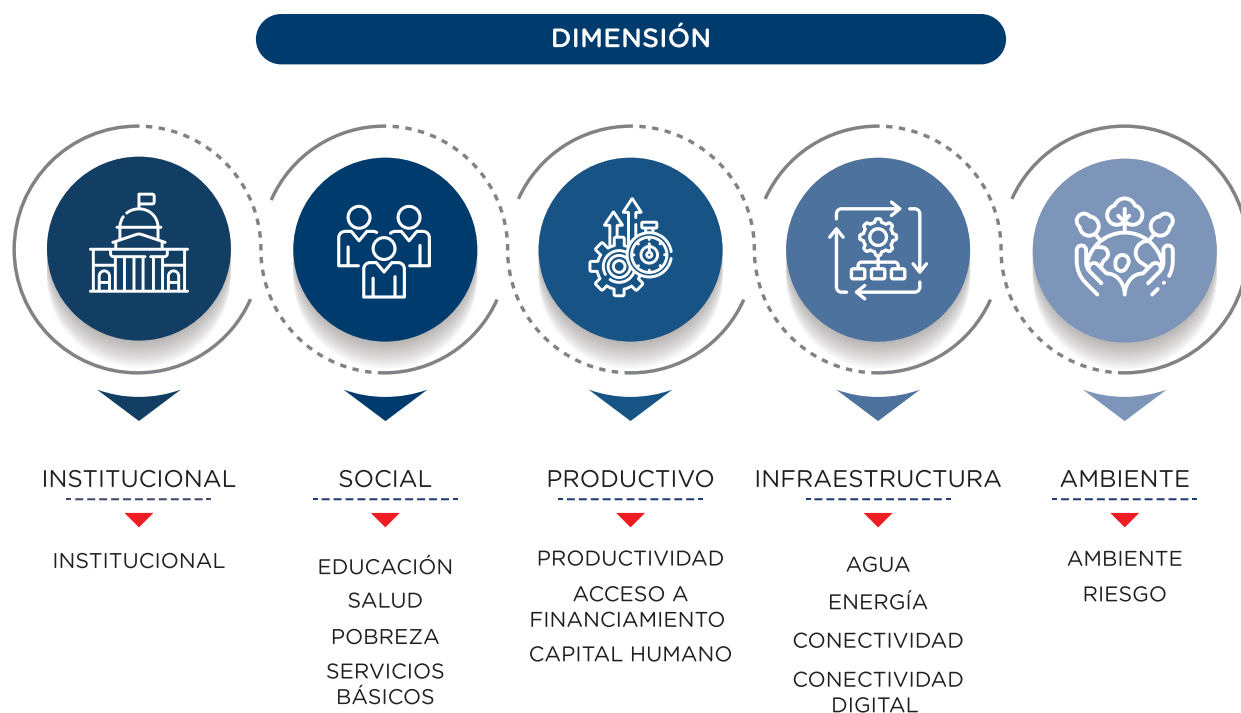 DIMENSIÓN
INSTITUCIONAL
INSTITUCIONAL
SOCIAL
EDUCACIÓN
SALUD
POBREZA
SERVICIOS
BÁSICOS
PRODUCTIVO
PRODUCTIVIDAD
ACCESO A
FINANCIAMIENTO
CAPITAL HUMANO
INFRAESTRUCTURA
AGUA
ENERGÍA
CONECTIVIDAD
CONECTIVIDAD
DIGITAL
AMBIENTE
AMBIENTE
RIESGO